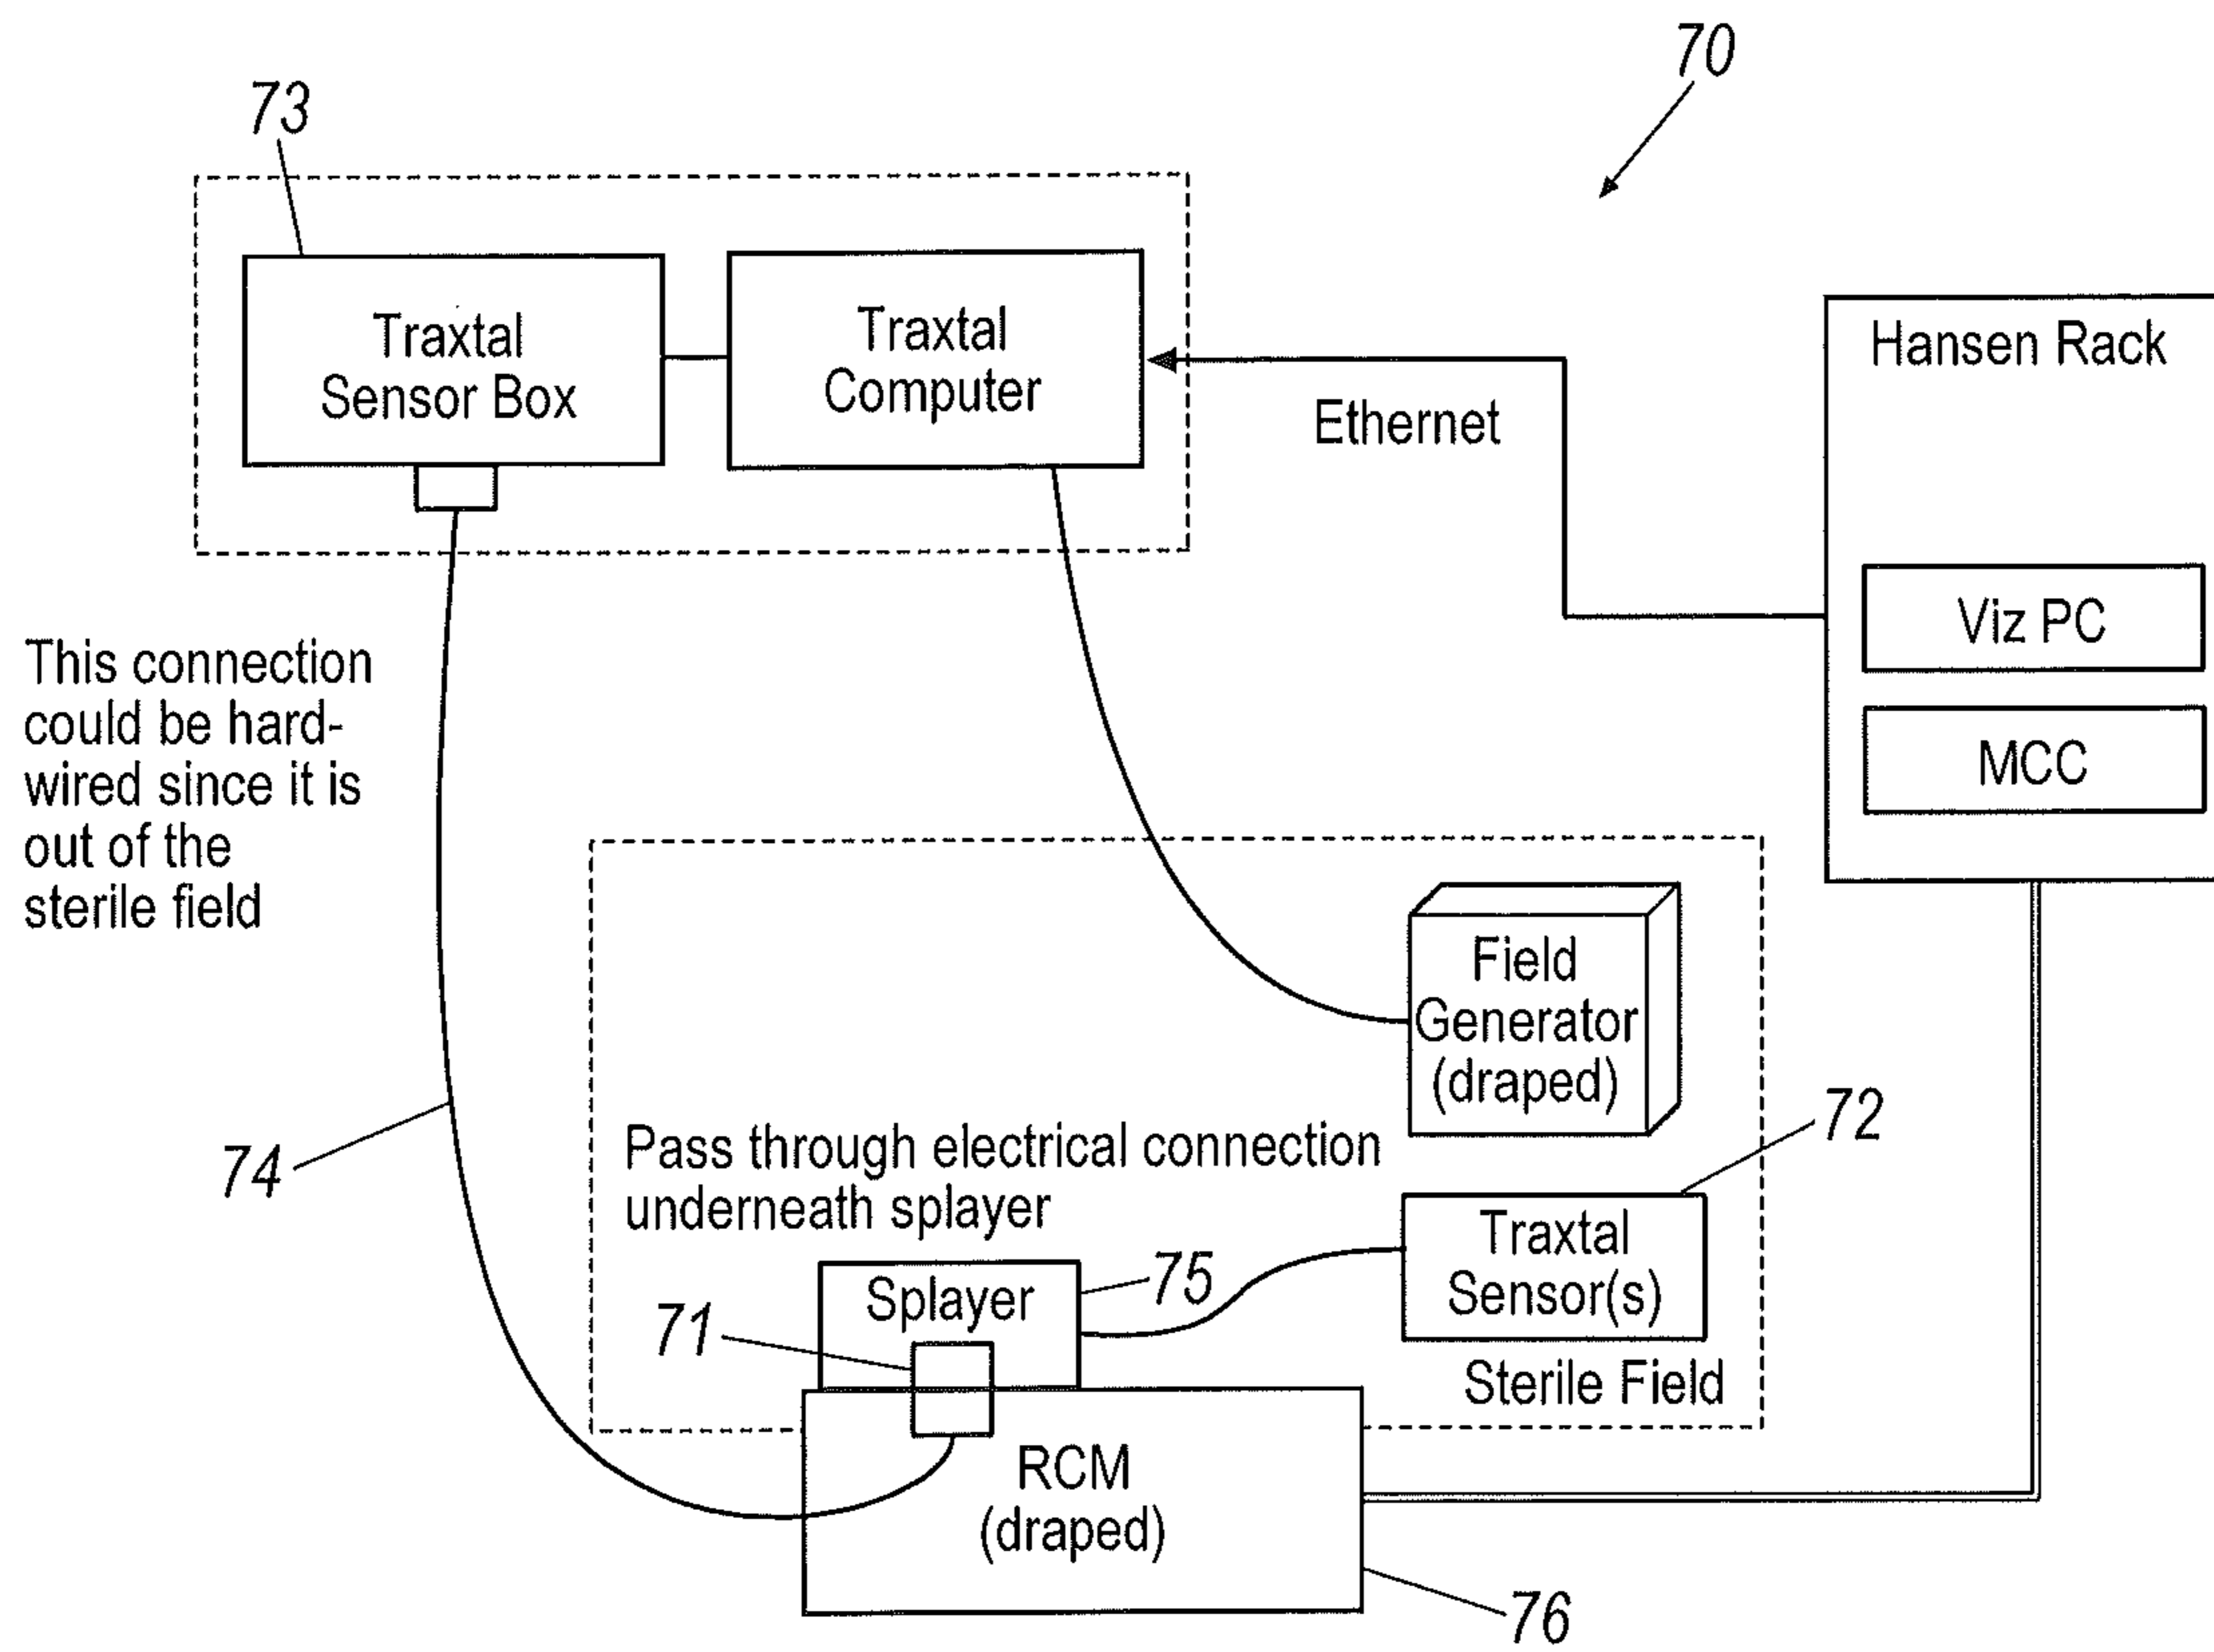 70
73
Traxtal
Sensor Box
Traxtal
Computer
Ethernet
Hansen Rack
Viz PC
MCC
This connection
could be hard-
wired since it is
out of the
sterile field
74
Field
Generator
(draped)
72
Pass through electrical connection
underneath splayer
Traxtal
Sensor(s)
75
Splayer
71
Sterile Field
RCM
(draped)
76